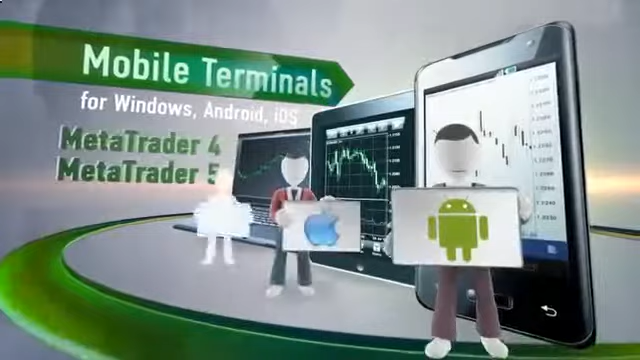 Mobile Terminals
for Windows, Android, iOS
MetaTrader 4
MetaTrader 5